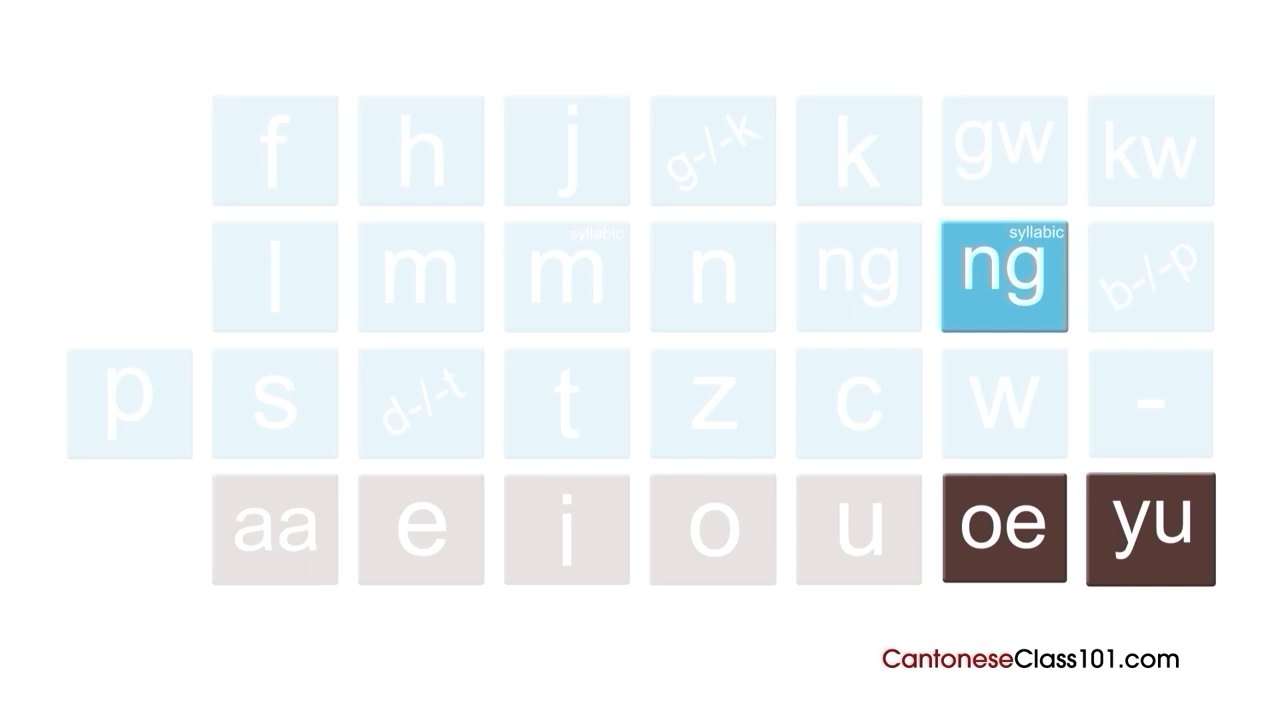 f h j g-/-k k gw kw
l m m syllabic n ng ng syllabic b-/-p
p s d-/-t t z c w -
aa e i o u oe yu
CantoneseClass101.com